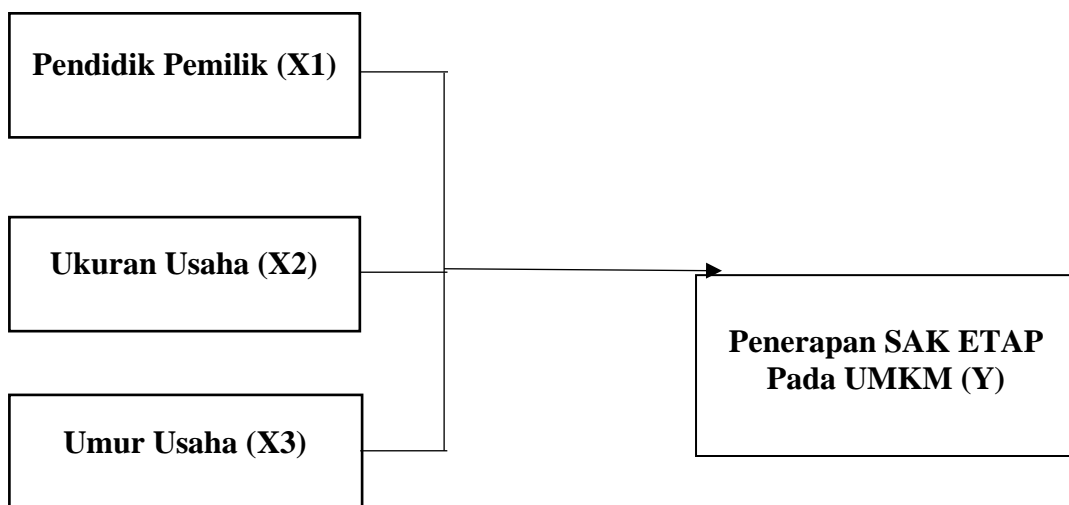 Pendidik Pemilik (X1)
Ukuran Usaha (X2)
Umur Usaha (X3)
Penerapan SAK ETAP
Pada UMKM (Y)